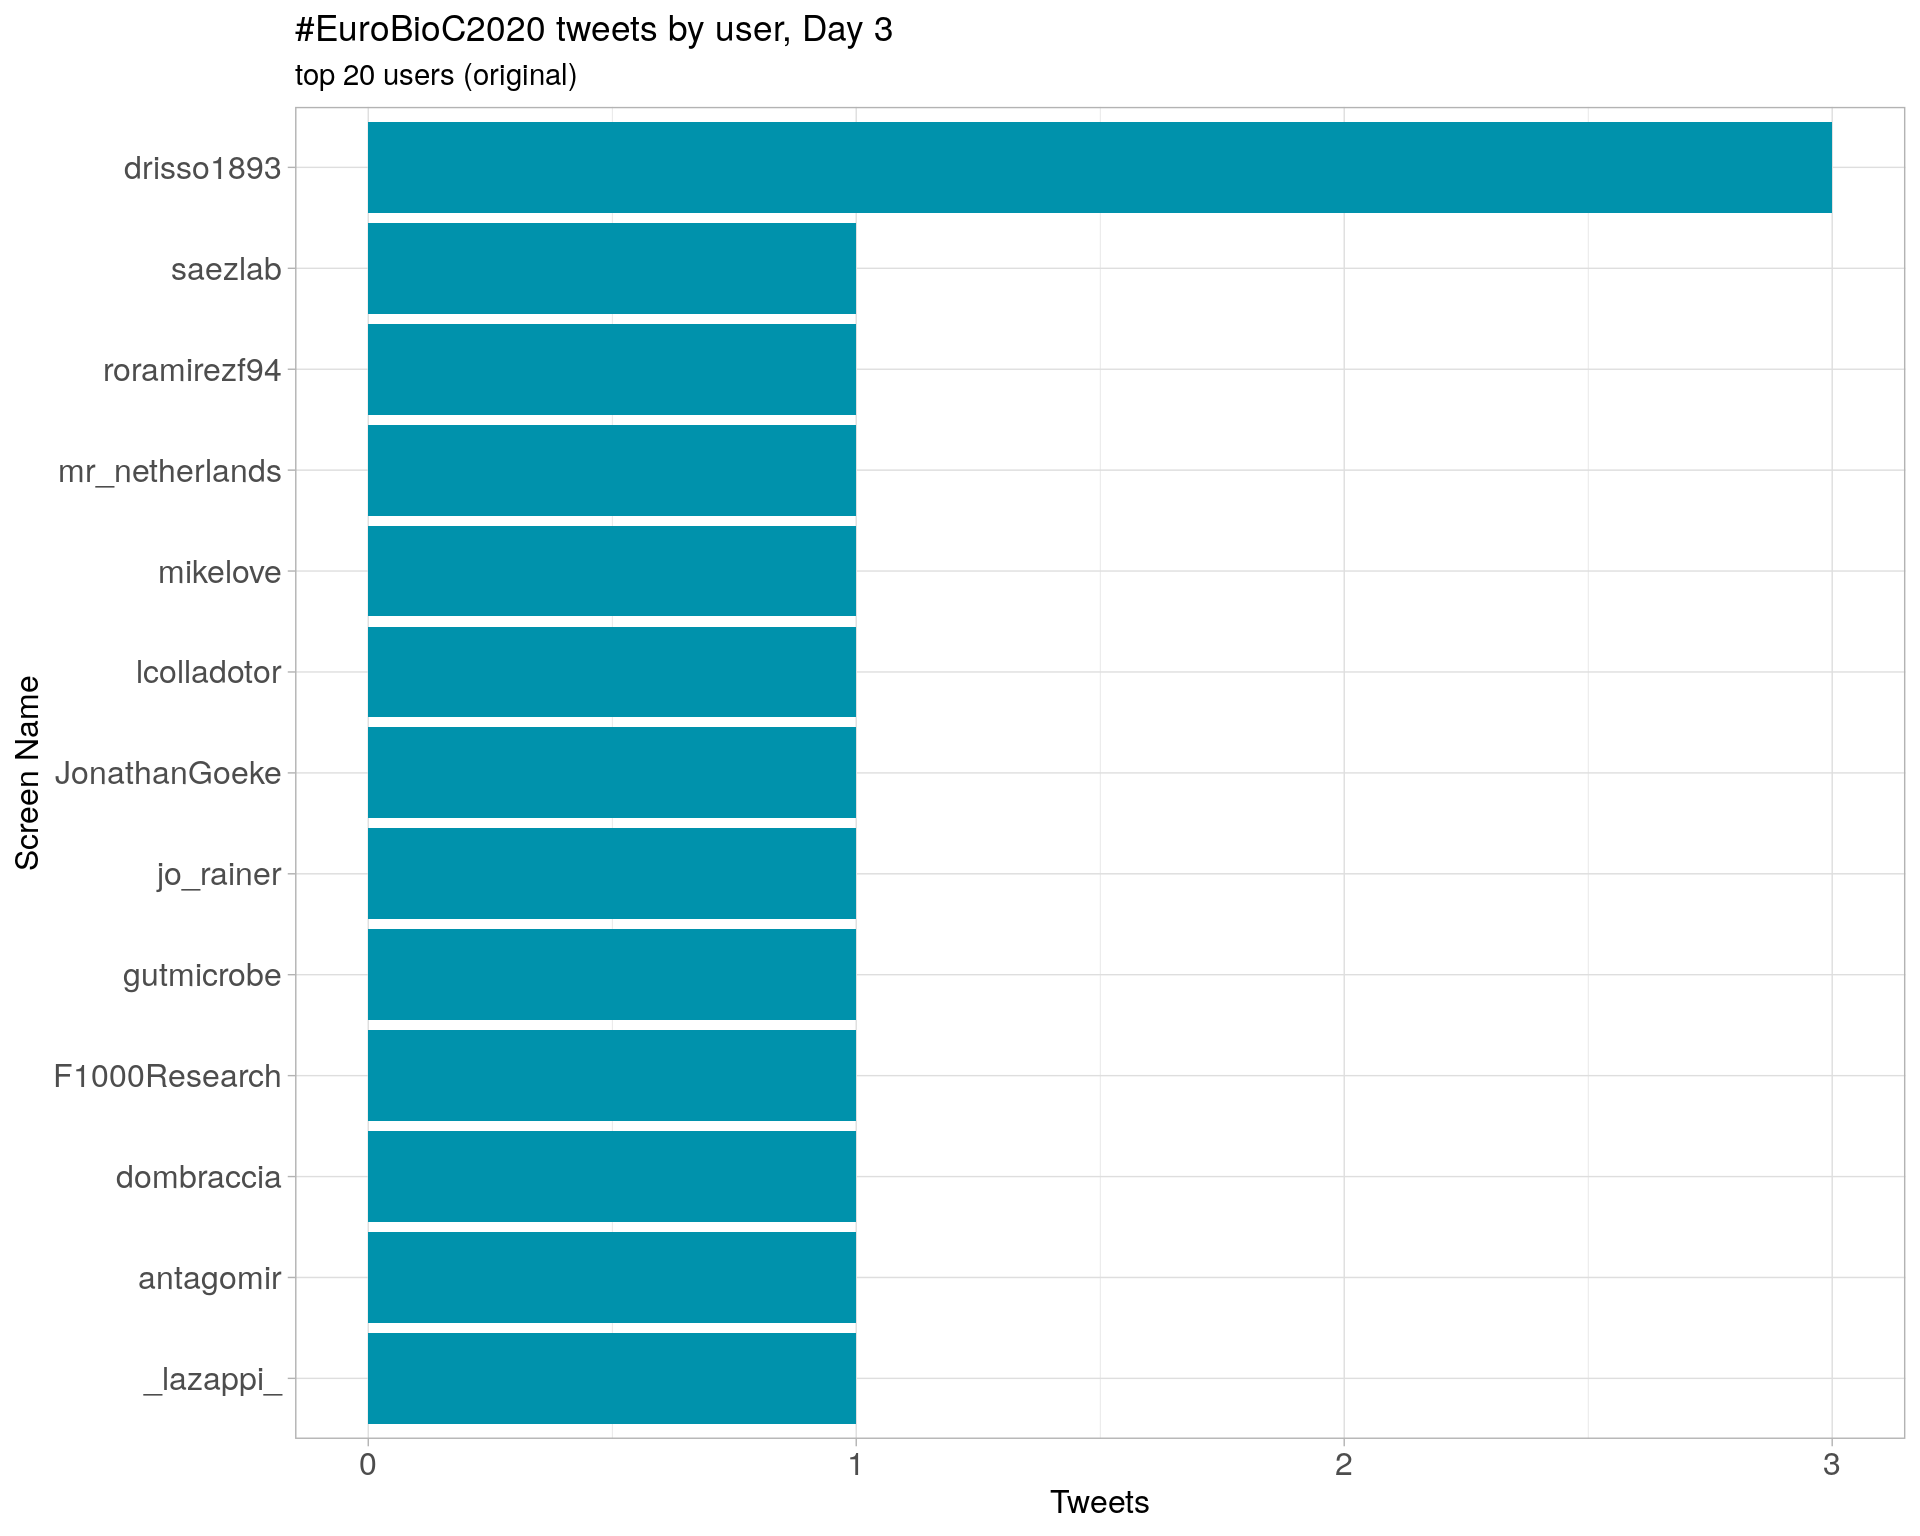 #EuroBioC2020 tweets by user, Day 3
top 20 users (original)
Screen Name
drisso1893
saezlab
roramirezf94
mr_netherlands
mikelove
lcolladotor
JonathanGoeke
jo_rainer
gutmicrobe
F1000Research
dombraccia
antagomir
_lazappi_
0 1 2 3
Tweets